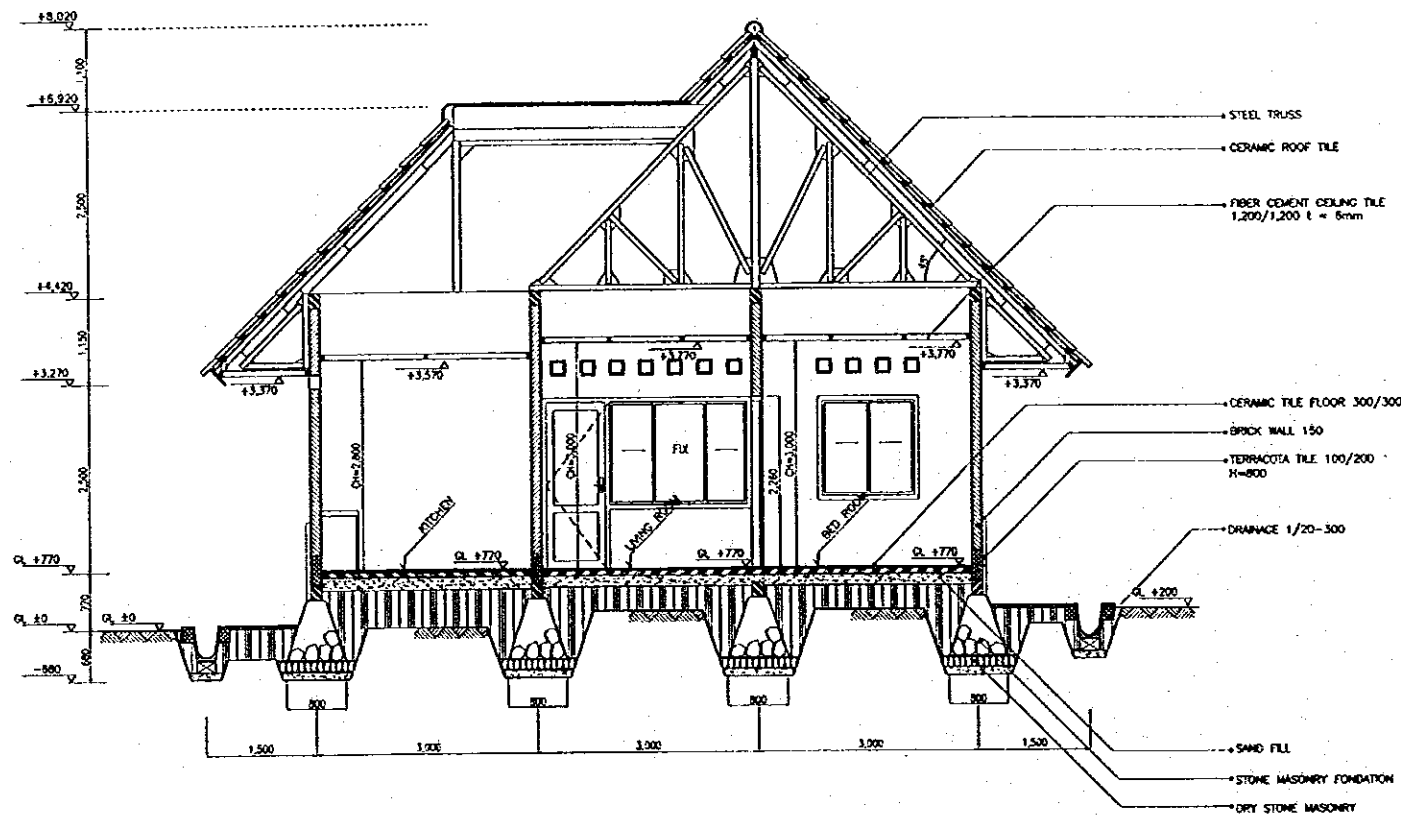 +8,020
1,100
+5,920
2,500
+4,420
1,150
+3,270
2,500
GL +770
770
GL ±0
GL ±0
680
-680
STEEL TRUSS
CERAMIC ROOF TILE
FIBER CEMENT CEILING TILE
1,200/1,200 t = 6mm
45°
+3,370
+3,570
+3,770
+3,770
+3,370
CH=2,800
CH=3,000
FIX
2,260
CH=3,000
CERAMIC TILE FLOOR 300/300
BRICK WALL 150
TERRACOTA TILE 100/200
H=800
KITCHEN
LIVING ROOM
BED ROOM
DRAINAGE 1/20-300
GL +770
GL +770
GL +770
GL +200
800
800
800
800
1,500
3,000
3,000
3,000
1,500
SAND FILL
STONE MASONRY FONDATION
DRY STONE MASONRY